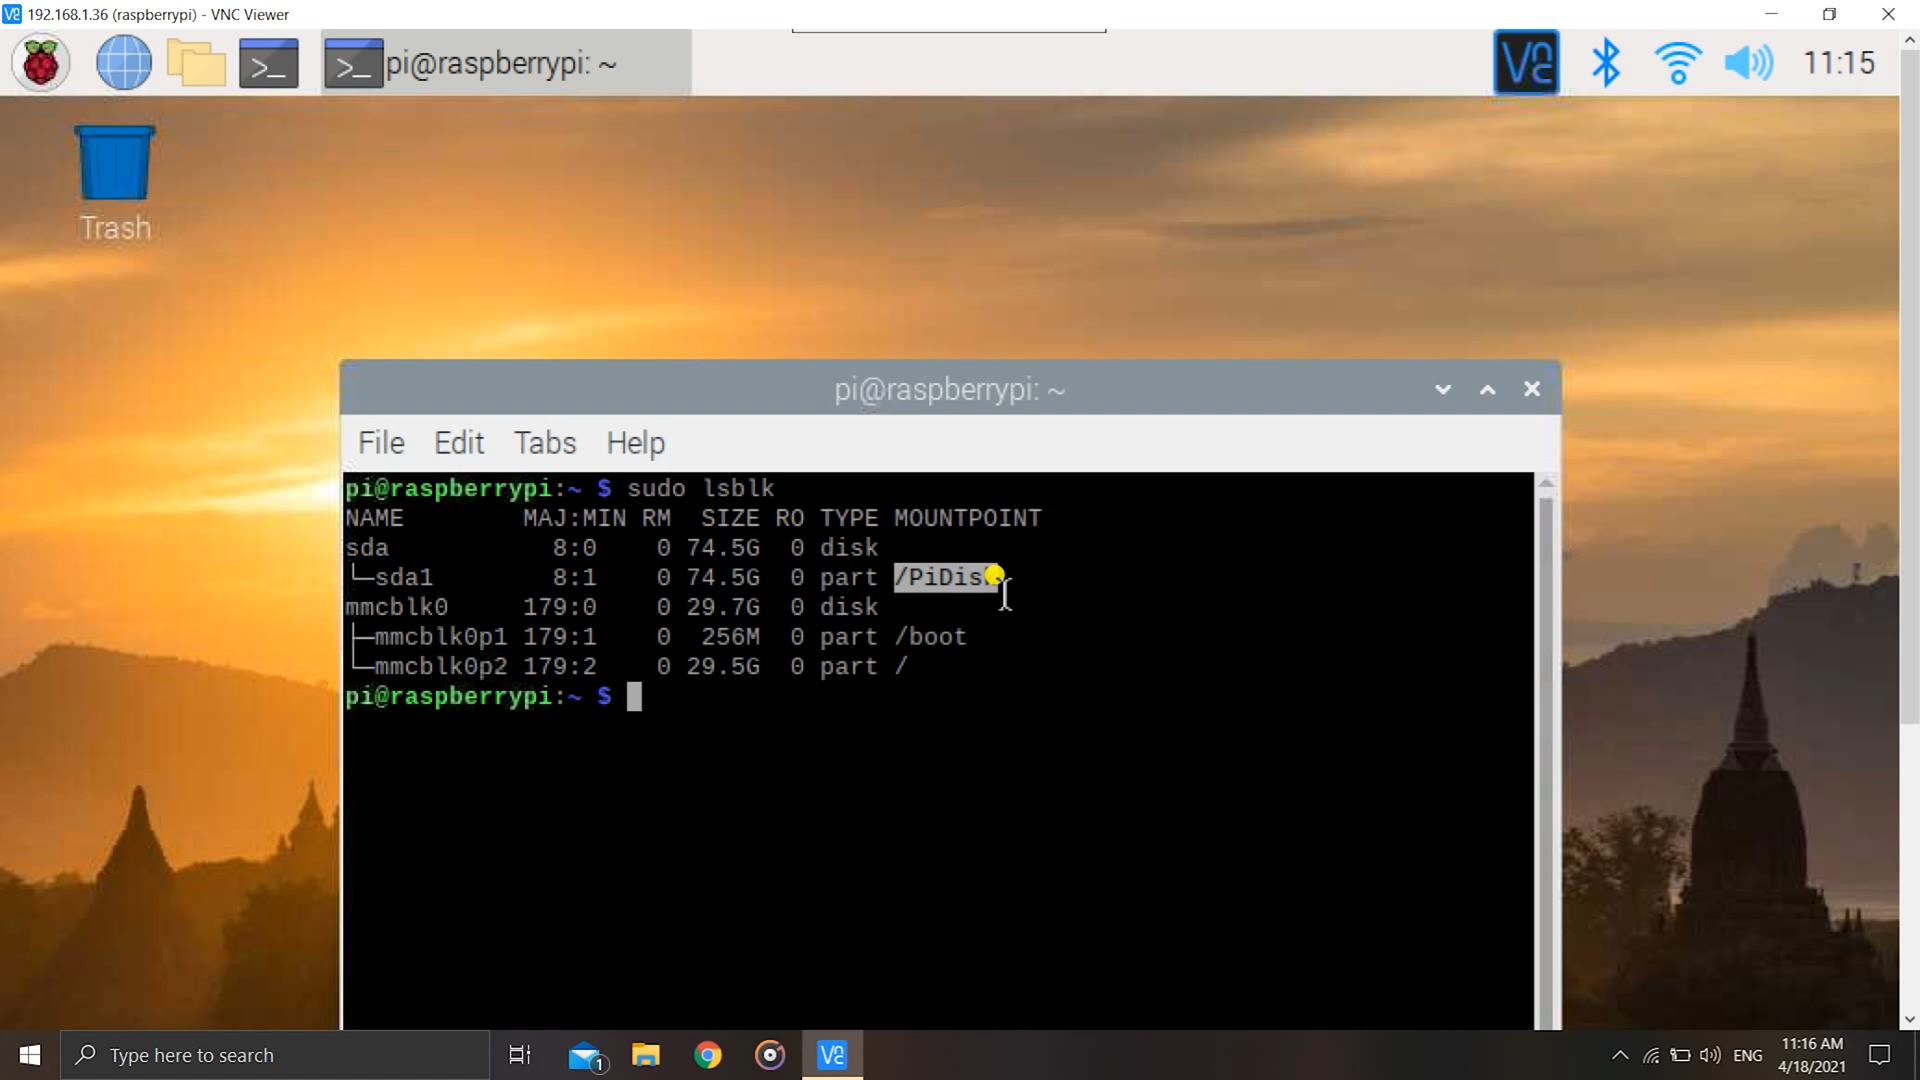 192.168.1.36 (raspberrypi) - VNC Viewer
pi@raspberrypi: ~
11:15
Trash
pi@raspberrypi: ~
File Edit Tabs Help
pi@raspberrypi:~ $ sudo lsblk
NAME        MAJ:MIN RM  SIZE RO TYPE MOUNTPOINT
sda           8:0    0 74.5G  0 disk
└─sda1        8:1    0 74.5G  0 part /PiDisk
mmcblk0     179:0    0 29.7G  0 disk
├─mmcblk0p1 179:1    0  256M  0 part /boot
└─mmcblk0p2 179:2    0 29.5G  0 part /
pi@raspberrypi:~ $
Type here to search
1
ENG
11:16 AM
4/18/2021